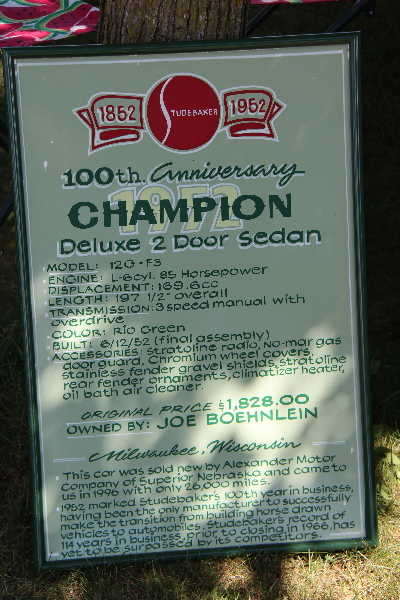 1852 STUDEBAKER 1952
100th Anniversary
1952
CHAMPION
Deluxe 2 Door Sedan
MODEL: 12G-F3
ENGINE: L-6cyl. 85 Horsepower
DISPLACEMENT: 169.6cc
LENGTH: 197 1/2" overall
TRANSMISSION: 3 speed manual with
overdrive
COLOR: Rio Green
BUILT: 6/12/52 (final assembly)
ACCESSORIES: Stratoline radio, No-mar gas
door guard, Chromium wheel covers,
stainless fender gravel shields, stratoline
rear fender ornaments, climatizer heater,
oil bath air cleaner.
ORIGINAL PRICE $1,828.00
OWNED BY: JOE BOEHNLEIN
Milwaukee, Wisconsin
This car was sold new by Alexander Motor
Company of Superior Nebraska and came to
us in 1996 with only 26,000 miles.
1952 marked Studebaker's 100th year in business,
having been the only manufacturer to successfully
make the transition from building horse drawn
vehicles to automobiles. Studebaker's record of
114 years in business, prior to closing in 1966, has
yet to be surpassed by its competitors.